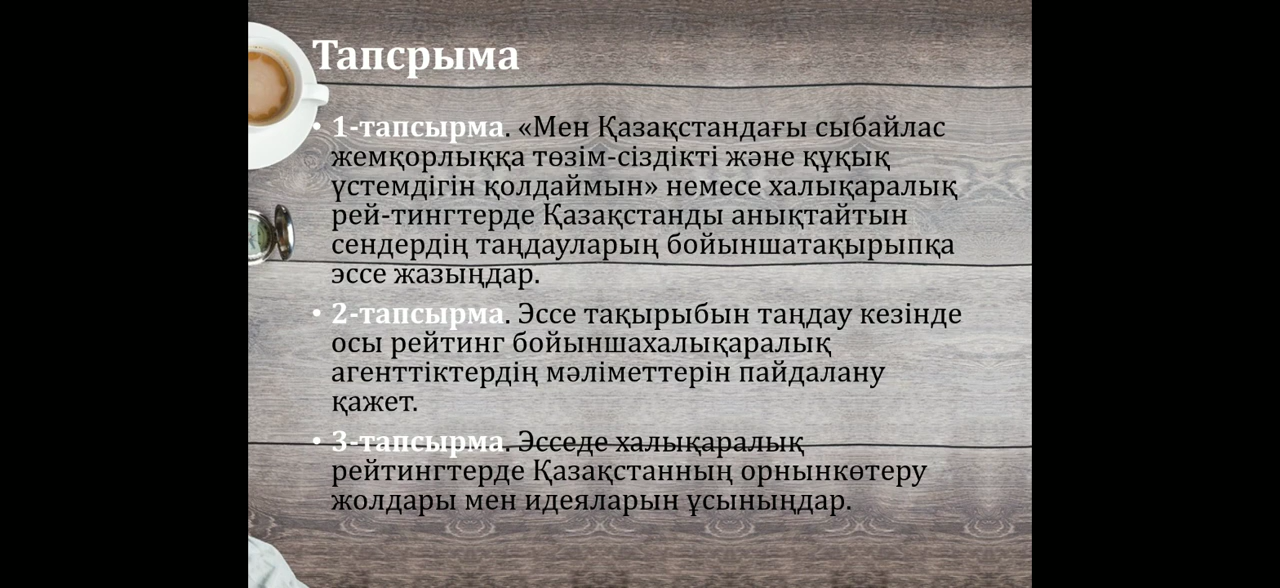 Тапсрыма
• 1-тапсырма. «Мен Қазақстандағы сыбайлас
жемқорлыққа төзім-сіздікті және құқық
үстемдігін қолдаймын» немесе халықаралық
рей-тингтерде Қазақстанды анықтайтын
сендердің таңдауларың бойыншатақырыпқа
эссе жазыңдар.
• 2-тапсырма. Эссе тақырыбын таңдау кезінде
осы рейтинг бойыншахалықаралық
агенттіктердің мәліметтерін пайдалану
қажет.
• 3-тапсырма. Эсседе халықаралық
рейтингтерде Қазақстанның орнынкөтеру
жолдары мен идеяларын ұсыныңдар.